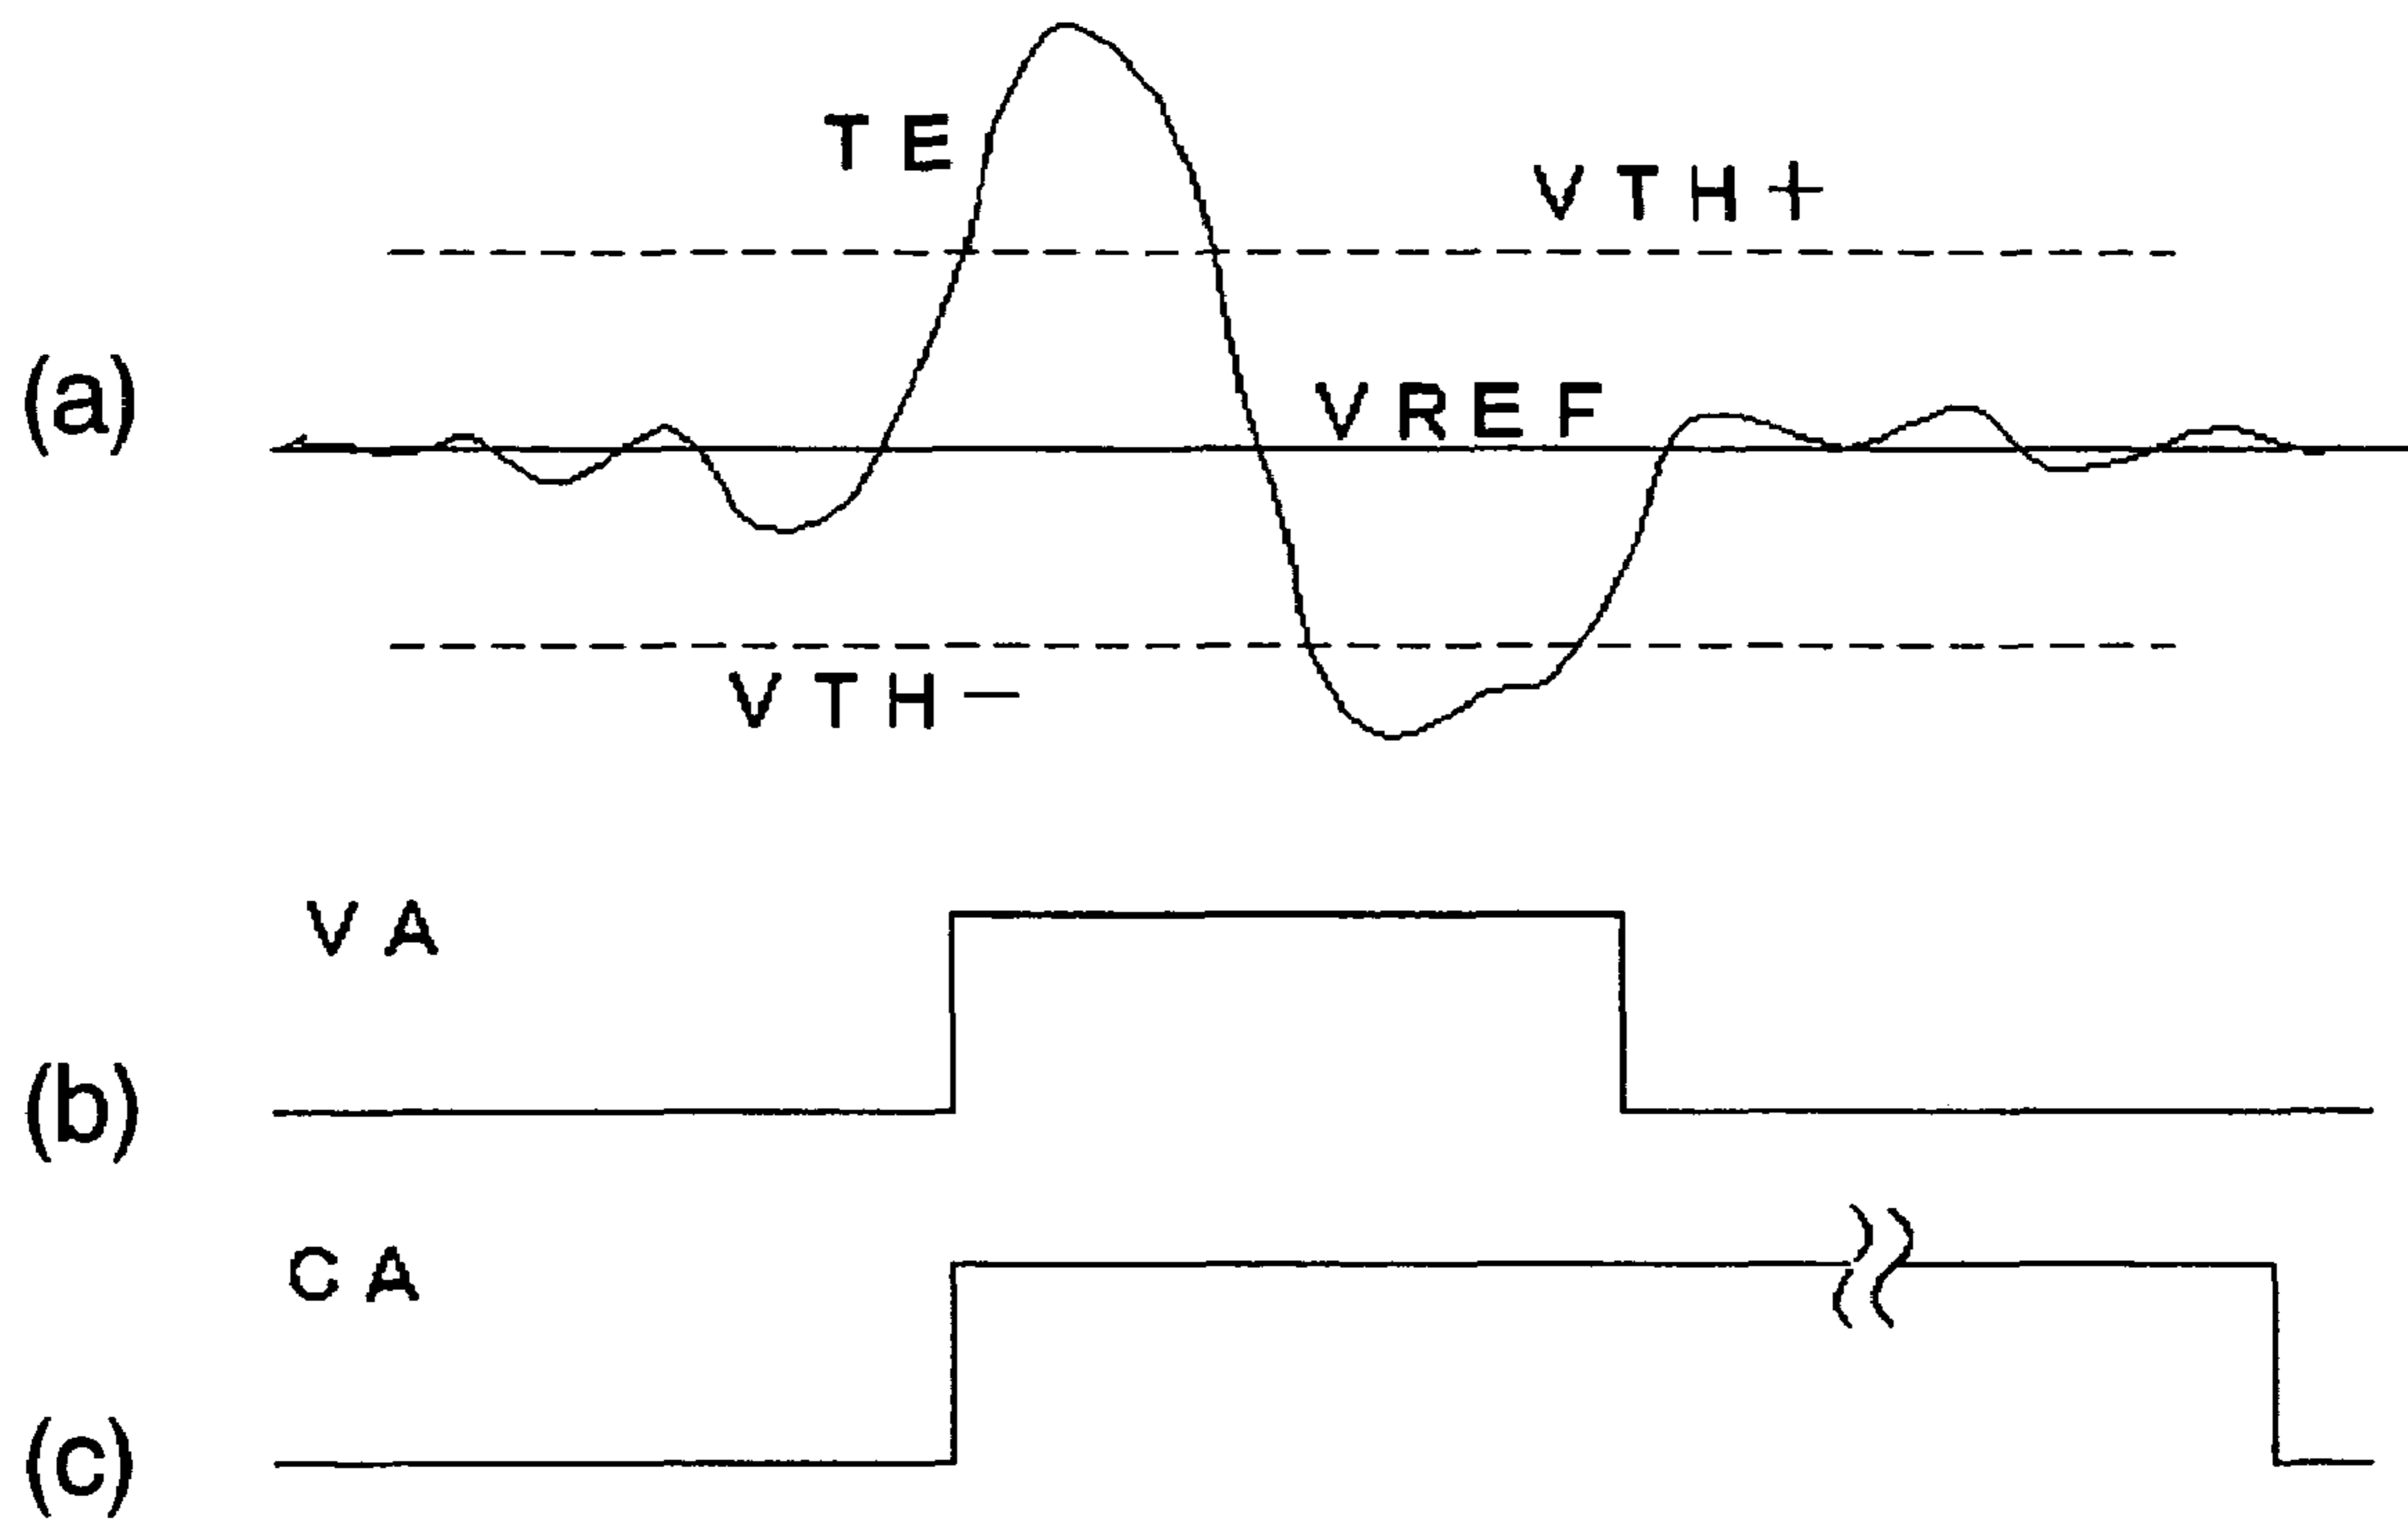 TE
VTH+
(a)
VREF
VTH−
VA
(b)
CA
(c)